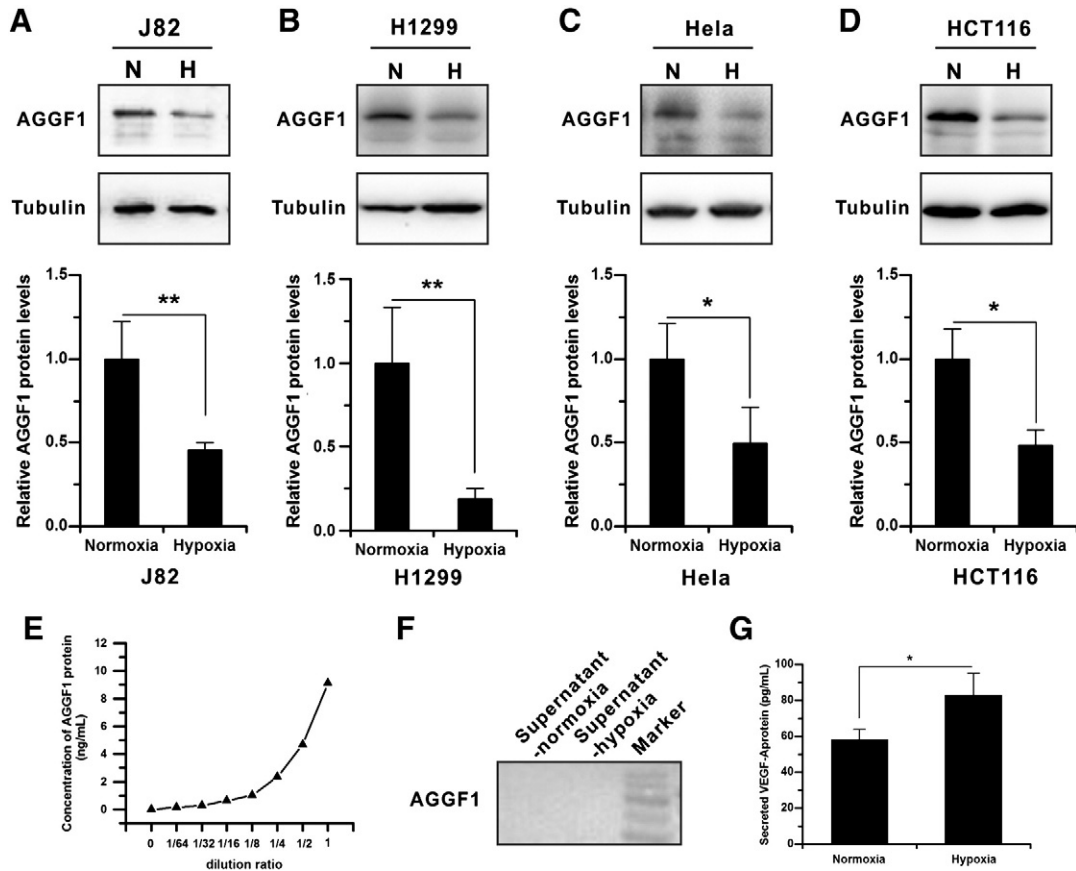 A
J82
N H
AGGF1
Tubulin
Relative AGGF1 protein levels
1.5
1.0
0.5
0.0
**
Normoxia Hypoxia
J82
B
H1299
N H
AGGF1
Tubulin
Relative AGGF1 protein levels
1.5
1.0
0.5
0.0
**
Normoxia Hypoxia
H1299
C
Hela
N H
AGGF1
Tubulin
Relative AGGF1 protein levels
1.5
1.0
0.5
0.0
*
Normoxia Hypoxia
Hela
D
HCT116
N H
AGGF1
Tubulin
Relative AGGF1 protein levels
1.5
1.0
0.5
0.0
*
Normoxia Hypoxia
HCT116
E
Concentration of AGGF1 protein
(ng/mL)
12
10
8
6
4
2
0
0 1/64 1/32 1/16 1/8 1/4 1/2 1
dilution ratio
F
Supernatant
-normoxia
Supernatant
-hypoxia
Marker
AGGF1
G
Secreted VEGF-Aprotein (pg/mL)
100
80
60
40
20
0
*
Normoxia Hypoxia